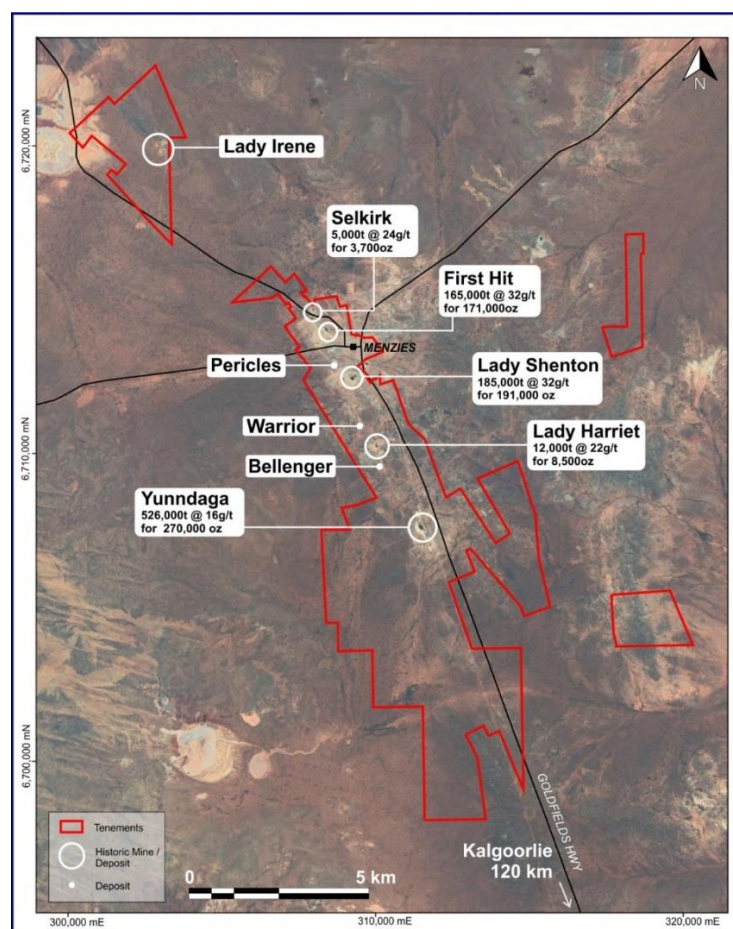 N
6,720,000 mN
Lady Irene
Selkirk
5,000t @ 24g/t
for 3,700oz
First Hit
165,000t @ 32g/t
for 171,000oz
MENZIES
Pericles
Lady Shenton
185,000t @ 32g/t
for 191,000 oz
Warrior
Lady Harriet
12,000t @ 22g/t
for 8,500oz
6,710,000 mN
Bellenger
Yunndaga
526,000t @ 16g/t
for 270,000 oz
6,700,000 mN
GOLDFIELDS HWY
Kalgoorlie
120 km
Tenements
Historic Mine /
Deposit
Deposit
0 5 km
300,000 mE 310,000 mE 320,000 mE